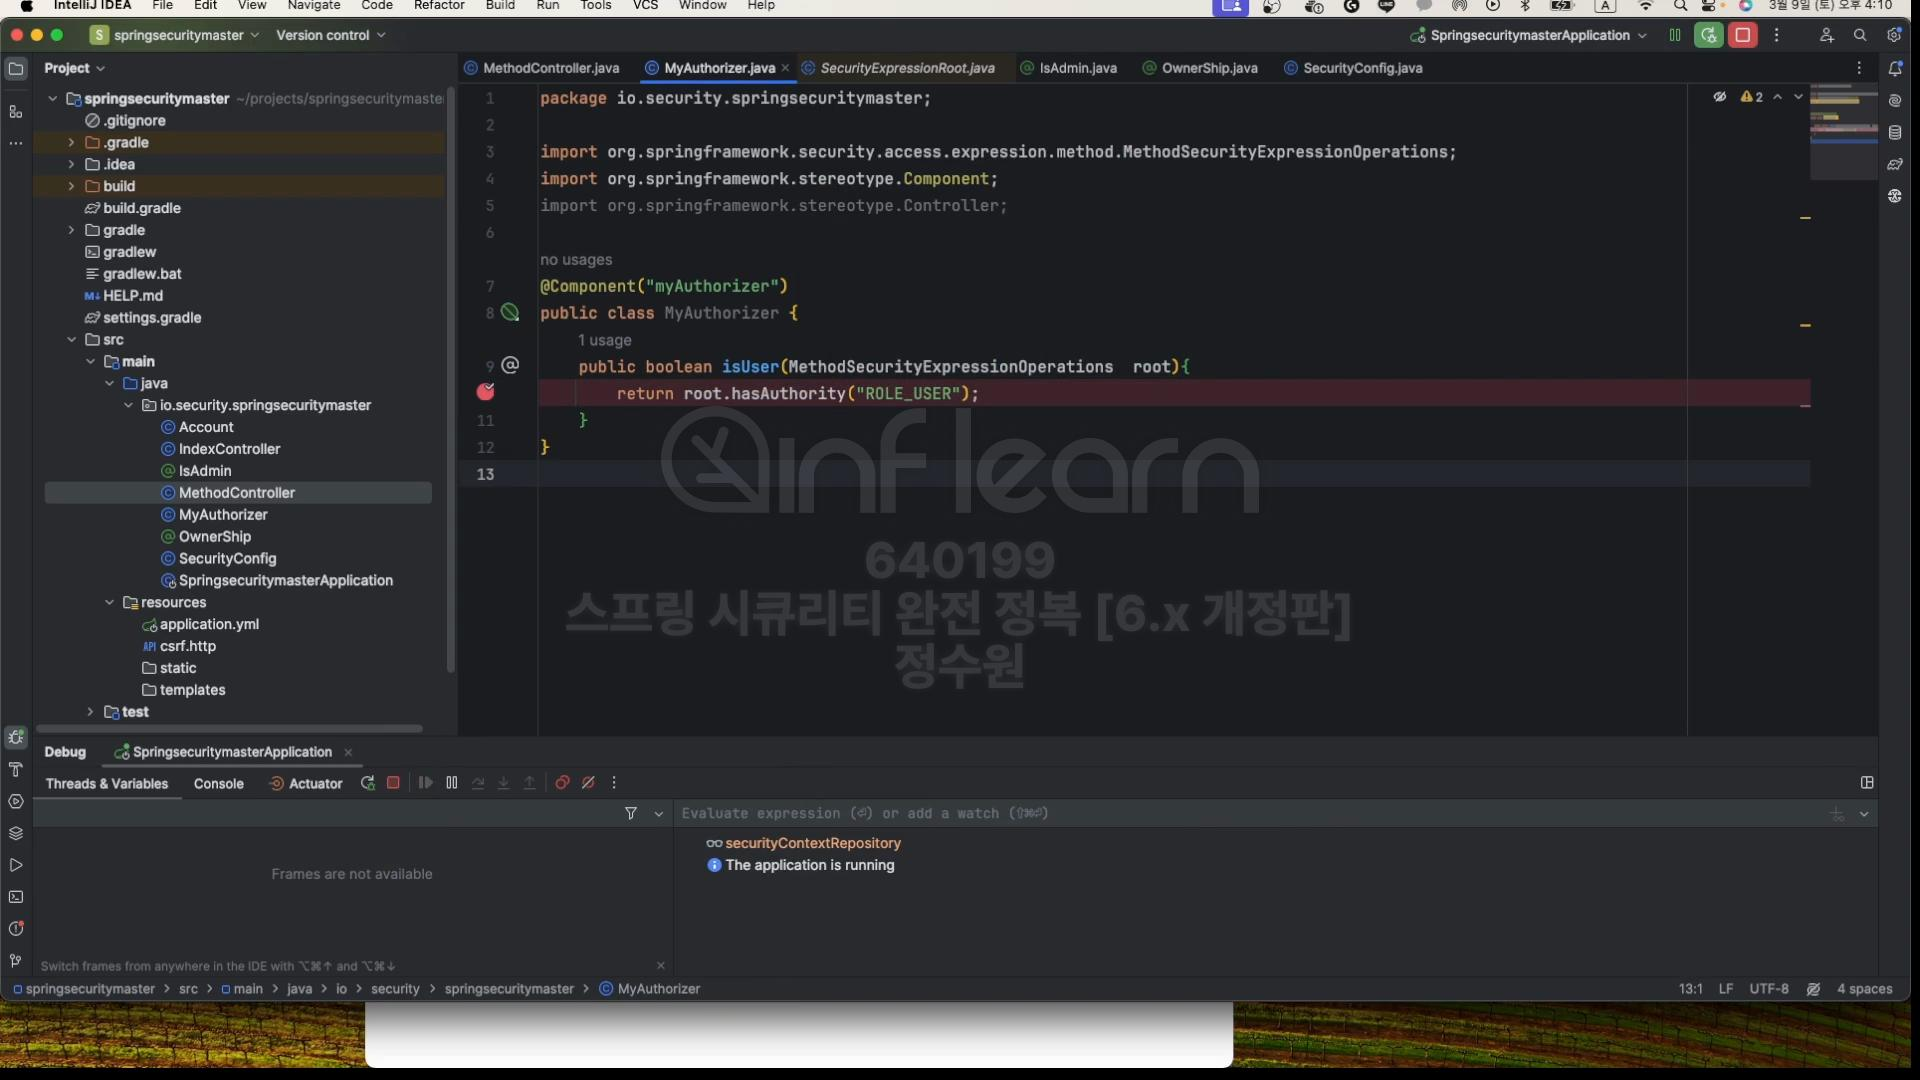 IntelliJ IDEA File Edit View Navigate Code Refactor Build Run Tools VCS Window Help
A 3월 9일 (토) 오후 4:10
S springsecuritymaster Version control SpringsecuritymasterApplication
Project
MethodController.java MyAuthorizer.java SecurityExpressionRoot.java IsAdmin.java OwnerShip.java SecurityConfig.java
springsecuritymaster ~/projects/springsecuritymaste
.gitignore
.gradle
.idea
build
build.gradle
gradle
gradlew
gradlew.bat
M↓ HELP.md
settings.gradle
src
main
java
io.security.springsecuritymaster
Account
IndexController
IsAdmin
MethodController
MyAuthorizer
OwnerShip
SecurityConfig
SpringsecuritymasterApplication
resources
application.yml
API csrf.http
static
templates
test
2
1 package io.security.springsecuritymaster;
2
3 import org.springframework.security.access.expression.method.MethodSecurityExpressionOperations;
4 import org.springframework.stereotype.Component;
5 import org.springframework.stereotype.Controller;
6
no usages
7 @Component("myAuthorizer")
8 public class MyAuthorizer {
1 usage
9 public boolean isUser(MethodSecurityExpressionOperations root){
return root.hasAuthority("ROLE_USER");
11 }
12 }
13
inflearn
640199
스프링 시큐리티 완전 정복 [6.x 개정판]
정수원
Debug SpringsecuritymasterApplication
Threads & Variables Console Actuator
Evaluate expression (⏎) or add a watch (⇧⌘⏎)
securityContextRepository
The application is running
Frames are not available
Switch frames from anywhere in the IDE with ⌥⌘↑ and ⌥⌘↓
springsecuritymaster > src > main > java > io > security > springsecuritymaster > MyAuthorizer
13:1 LF UTF-8 4 spaces